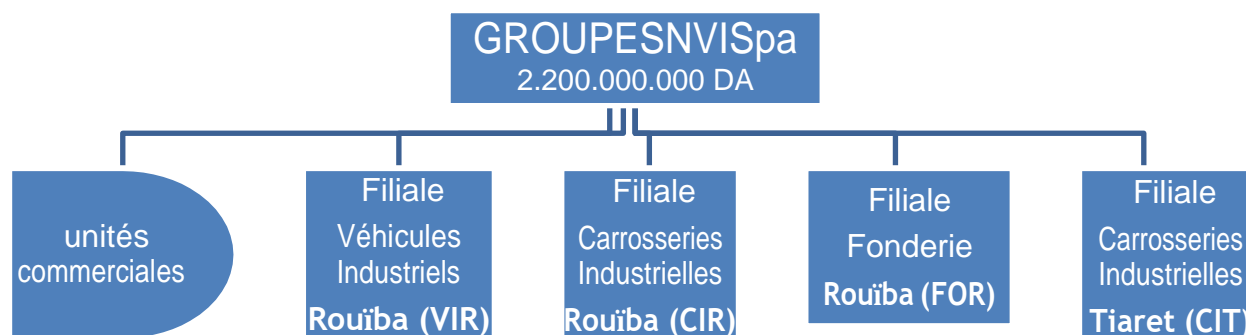 GROUPESNVISpa
2.200.000.000 DA
unités
commerciales
Filiale
Véhicules
Industriels
Rouïba (VIR)
Filiale
Carrosseries
Industrielles
Rouïba (CIR)
Filiale
Fonderie
Rouïba (FOR)
Filiale
Carrosseries
Industrielles
Tiaret (CIT)